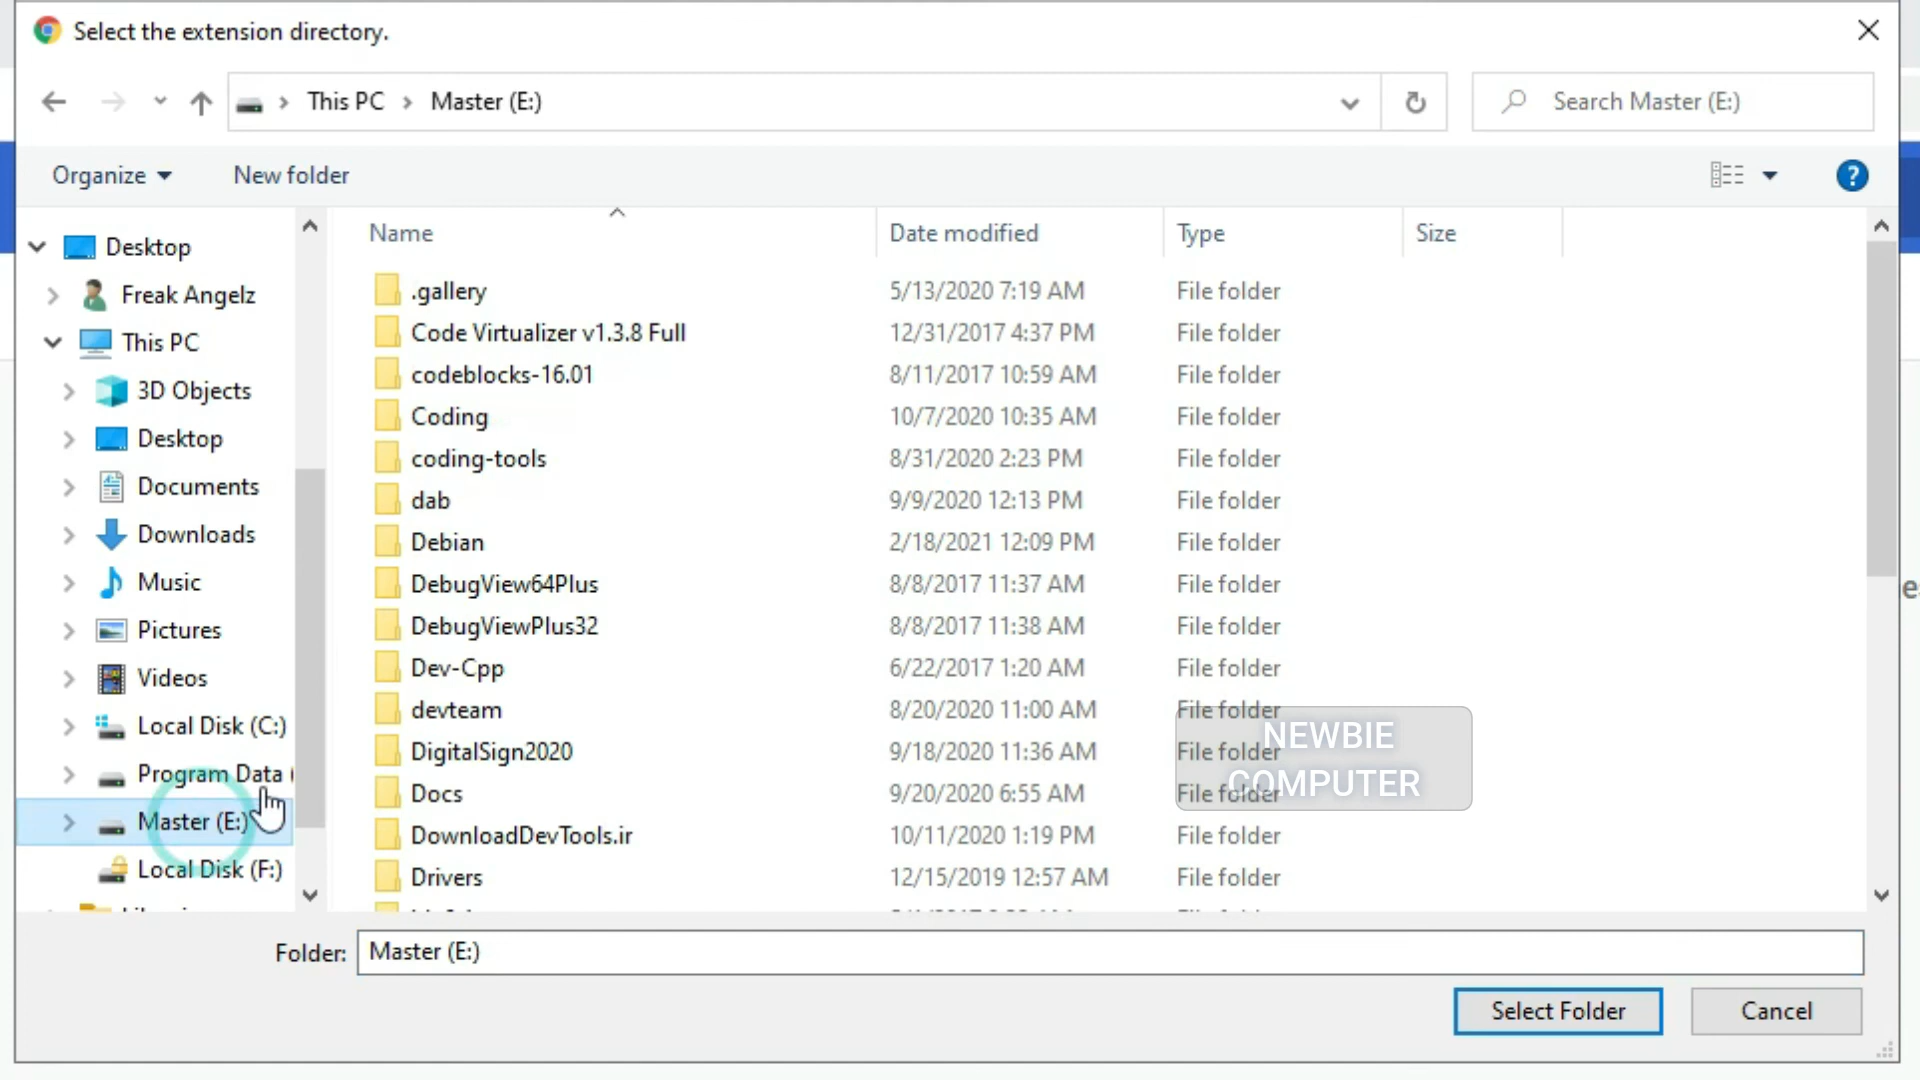 Select the extension directory.
This PC > Master (E:)
Search Master (E:)
Organize
New folder
?
Desktop
Freak Angelz
This PC
3D Objects
Desktop
Documents
Downloads
Music
Pictures
Videos
Local Disk (C:)
Program Data (
Master (E:)
Local Disk (F:)
Name Date modified Type Size
.gallery 5/13/2020 7:19 AM File folder
Code Virtualizer v1.3.8 Full 12/31/2017 4:37 PM File folder
codeblocks-16.01 8/11/2017 10:59 AM File folder
Coding 10/7/2020 10:35 AM File folder
coding-tools 8/31/2020 2:23 PM File folder
dab 9/9/2020 12:13 PM File folder
Debian 2/18/2021 12:09 PM File folder
DebugView64Plus 8/8/2017 11:37 AM File folder
DebugViewPlus32 8/8/2017 11:38 AM File folder
Dev-Cpp 6/22/2017 1:20 AM File folder
devteam 8/20/2020 11:00 AM File folder
DigitalSign2020 9/18/2020 11:36 AM File folder
Docs 9/20/2020 6:55 AM File folder
DownloadDevTools.ir 10/11/2020 1:19 PM File folder
Drivers 12/15/2019 12:57 AM File folder
NEWBIE
COMPUTER
Folder: Master (E:)
Select Folder
Cancel